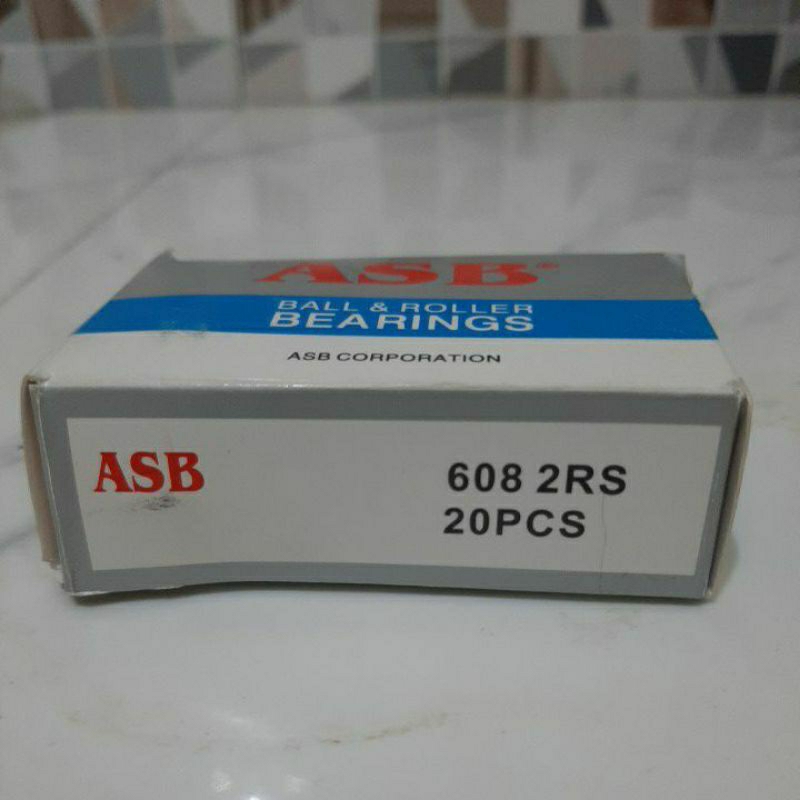 ASB®
BALL & ROLLER
BEARINGS
ASB CORPORATION
ASB
608 2RS
20PCS